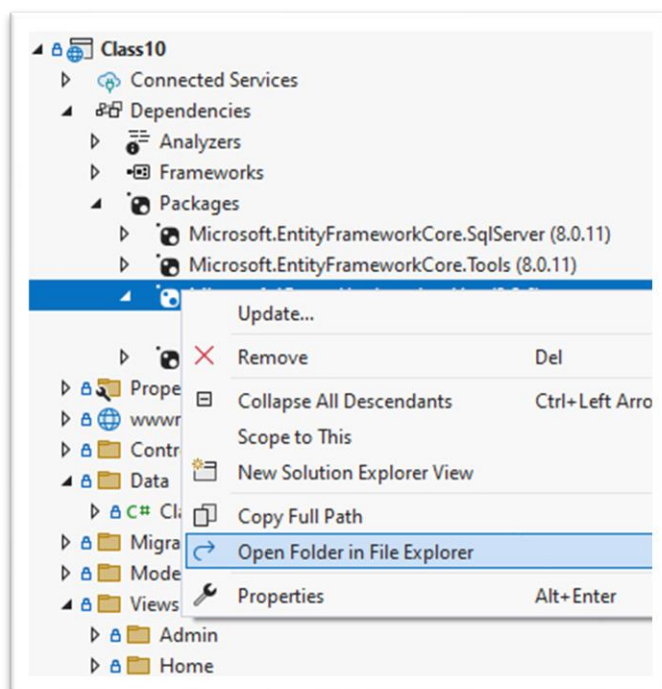 Class10
Connected Services
Dependencies
Analyzers
Frameworks
Packages
Microsoft.EntityFrameworkCore.SqlServer (8.0.11)
Microsoft.EntityFrameworkCore.Tools (8.0.11)
Update...
Remove Del
Prope
Collapse All Descendants Ctrl+Left Arro
wwwr
Scope to This
Contr
New Solution Explorer View
Data
C# Cla
Copy Full Path
Migra
Open Folder in File Explorer
Mode
Views
Properties Alt+Enter
Admin
Home